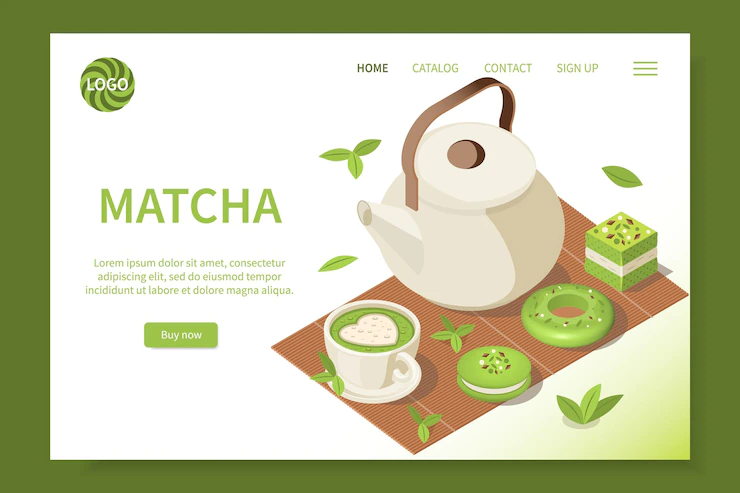 LOGO
HOME CATALOG CONTACT SIGN UP
MATCHA
Lorem ipsum dolor sit amet, consectetur
adipiscing elit, sed do eiusmod tempor
incididunt ut labore et dolore magna aliqua.
Buy now